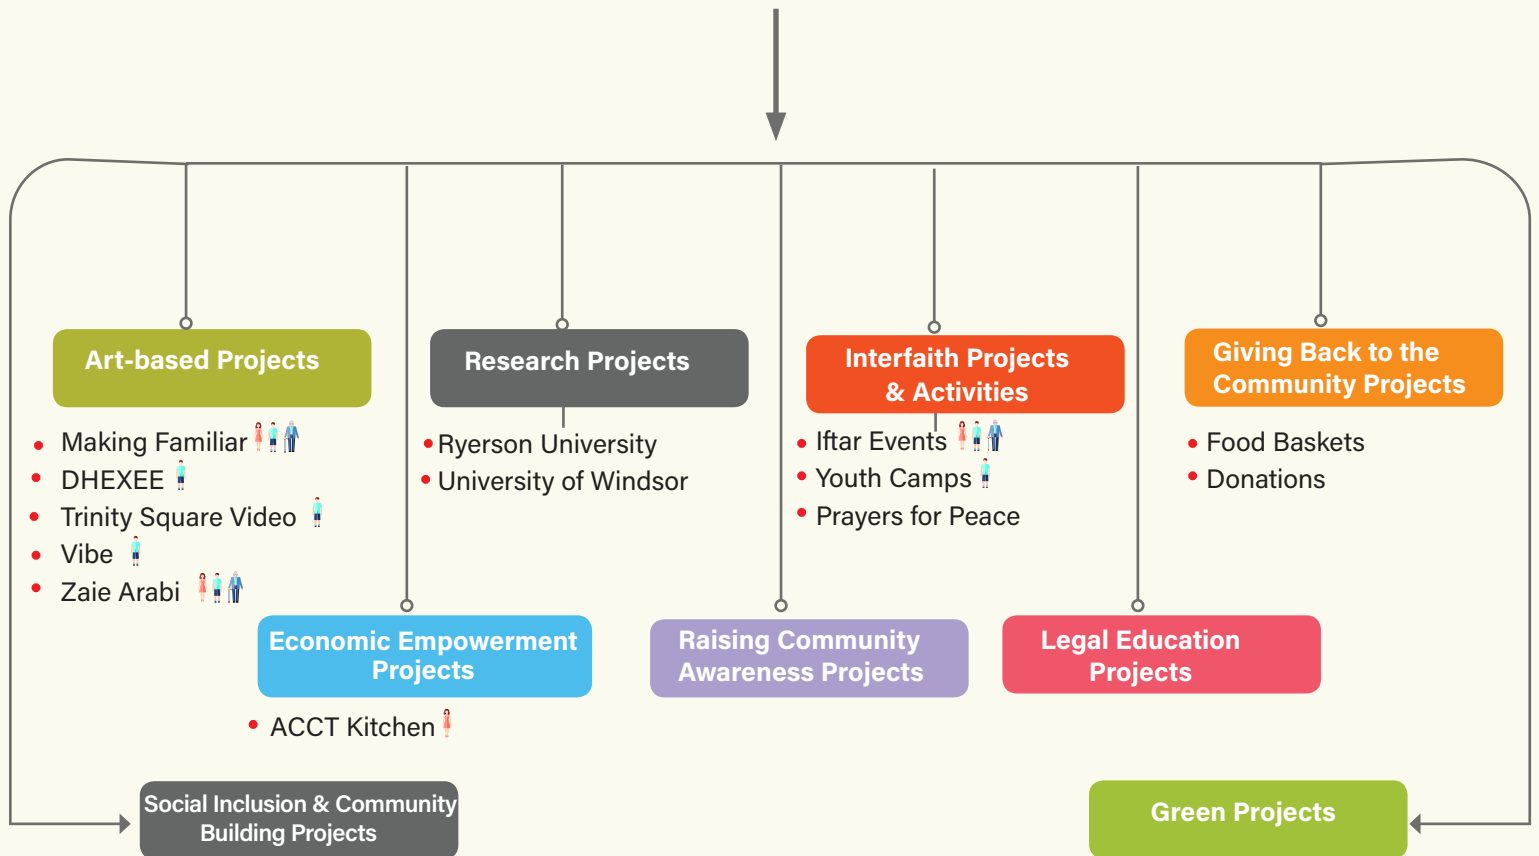 Art-based Projects
Making Familiar
DHEXEE
Trinity Square Video
Vibe
Zaie Arabi
Research Projects
Ryerson University
University of Windsor
Interfaith Projects
& Activities
Iftar Events
Youth Camps
Prayers for Peace
Giving Back to the
Community Projects
Food Baskets
Donations
Economic Empowerment
Projects
ACCT Kitchen
Raising Community
Awareness Projects
Legal Education
Projects
Social Inclusion & Community
Building Projects
Green Projects